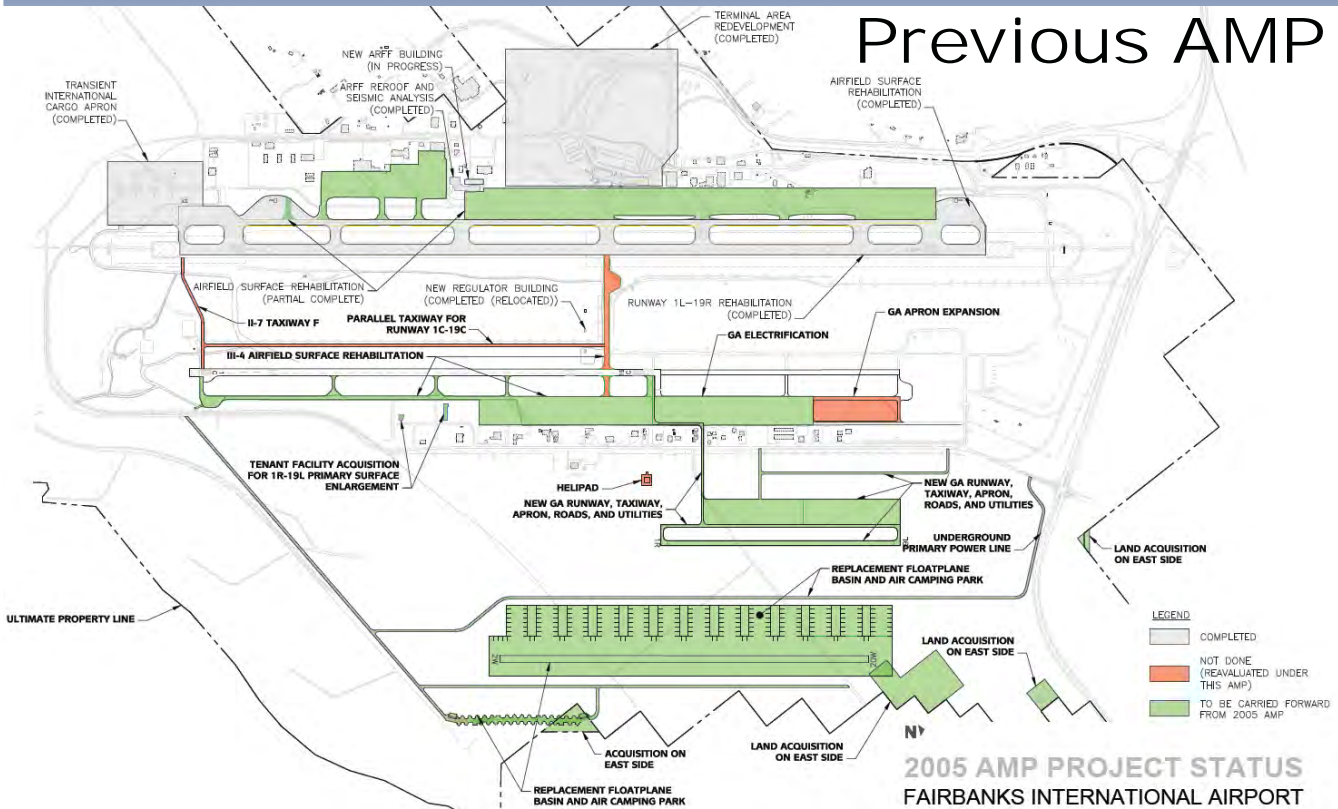 Previous AMP
TERMINAL AREA
REDEVELOPMENT
(COMPLETED)
NEW ARFF BUILDING
(IN PROGRESS)
ARFF REROOF AND
SEISMIC ANALYSIS
(COMPLETED)
TRANSIENT
INTERNATIONAL
CARGO APRON
(COMPLETED)
AIRFIELD SURFACE
REHABILITATION
(COMPLETED)
AIRFIELD SURFACE REHABILITATION
(PARTIAL COMPLETE)
NEW REGULATOR BUILDING
(COMPLETED (RELOCATED))
RUNWAY 1L-19R REHABILITATION
(COMPLETED)
II-7 TAXIWAY F
PARALLEL TAXIWAY FOR
RUNWAY 1C-19C
III-4 AIRFIELD SURFACE REHABILITATION
GA ELECTRIFICATION
GA APRON EXPANSION
TENANT FACILITY ACQUISITION
FOR 1R-19L PRIMARY SURFACE
ENLARGEMENT
HELIPAD
NEW GA RUNWAY, TAXIWAY,
APRON, ROADS, AND UTILITIES
NEW GA RUNWAY,
TAXIWAY, APRON,
ROADS, AND UTILITIES
1R
UNDERGROUND
PRIMARY POWER LINE
LAND ACQUISITION
ON EAST SIDE
REPLACEMENT FLOATPLANE
BASIN AND AIR CAMPING PARK
ULTIMATE PROPERTY LINE
2W
20W
LAND ACQUISITION
ON EAST SIDE
LEGEND
COMPLETED
NOT DONE
(REAVALUATED UNDER
THIS AMP)
TO BE CARRIED FORWARD
FROM 2005 AMP
N
ACQUISITION ON
EAST SIDE
LAND ACQUISITION
ON EAST SIDE
REPLACEMENT FLOATPLANE
BASIN AND AIR CAMPING PARK
2005 AMP PROJECT STATUS
FAIRBANKS INTERNATIONAL AIRPORT